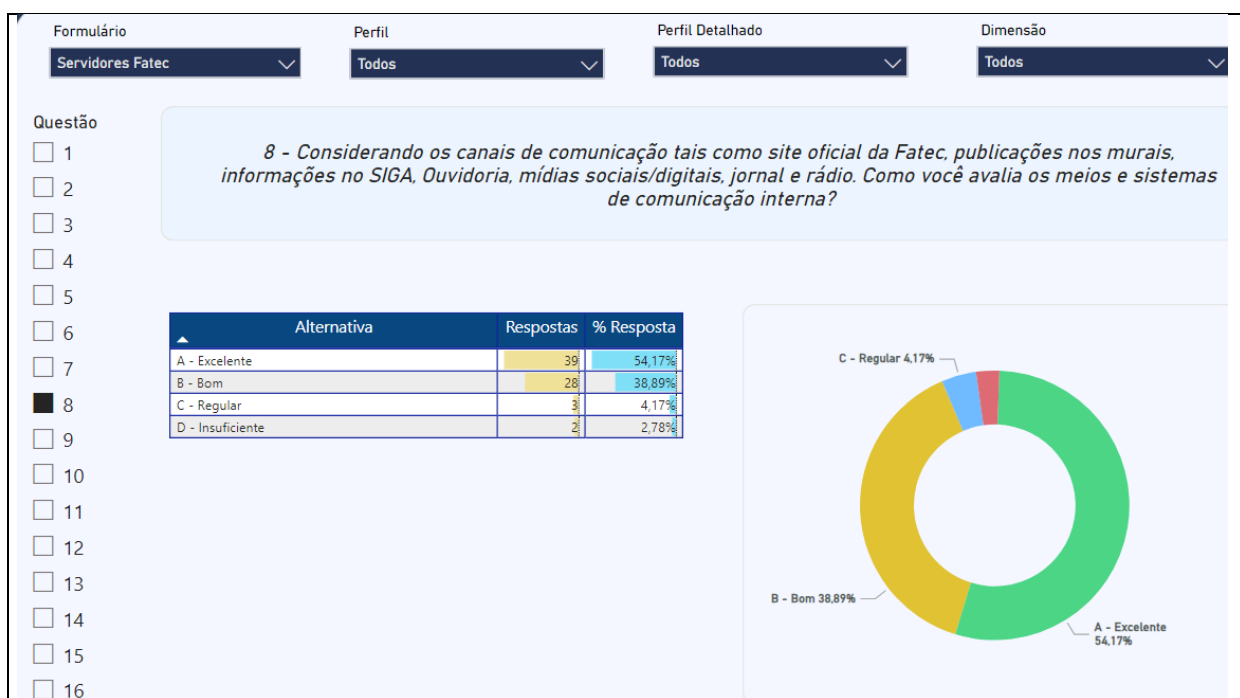 Formulário
Perfil
Perfil Detalhado
Dimensão
Servidores Fatec
Todos
Todos
Todos
Questão
1
2
3
4
5
6
7
8
9
10
11
12
13
14
15
16
8 - Considerando os canais de comunicação tais como site oficial da Fatec, publicações nos murais,
informações no SIGA, Ouvidoria, mídias sociais/digitais, jornal e rádio. Como você avalia os meios e sistemas
de comunicação interna?
Alternativa Respostas % Resposta
A - Excelente 39 54,17%
B - Bom 28 38,89%
C - Regular 3 4,17%
D - Insuficiente 2 2,78%
C - Regular 4,17%
B - Bom 38,89%
A - Excelente
54,17%